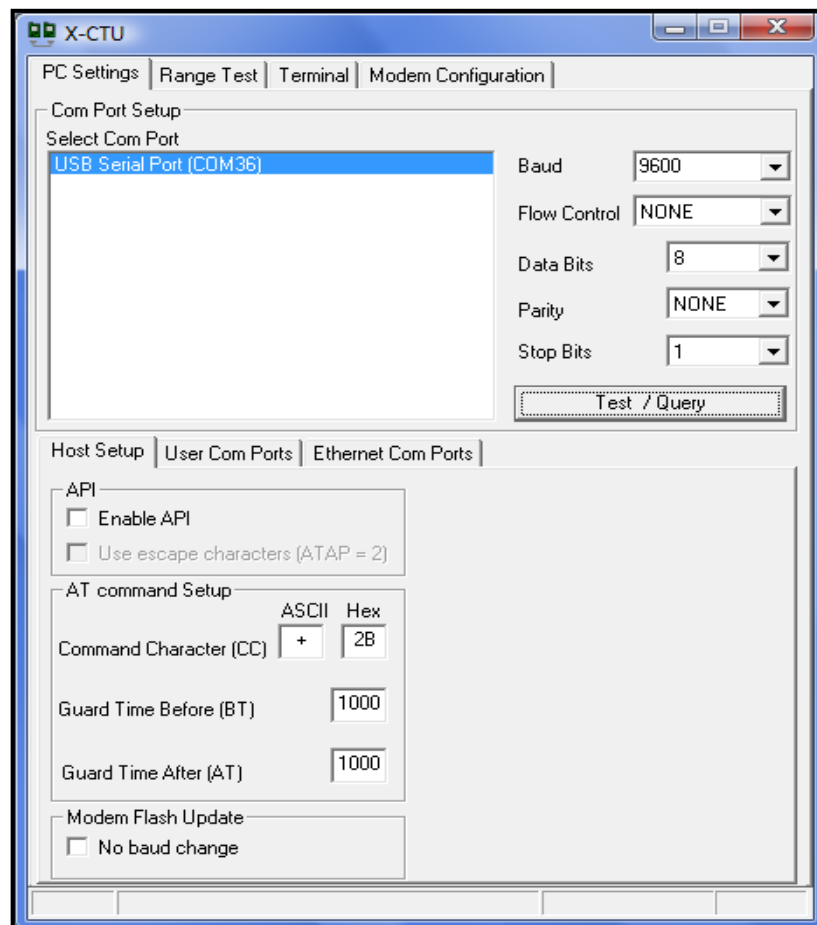 X-CTU
PC Settings Range Test Terminal Modem Configuration
Com Port Setup
Select Com Port
USB Serial Port (COM36)
Baud 9600
Flow Control NONE
Data Bits 8
Parity NONE
Stop Bits 1
Test / Query
Host Setup User Com Ports Ethernet Com Ports
API
Enable API
Use escape characters (ATAP = 2)
AT command Setup
ASCII Hex
Command Character (CC) + 2B
Guard Time Before (BT) 1000
Guard Time After (AT) 1000
Modem Flash Update
No baud change